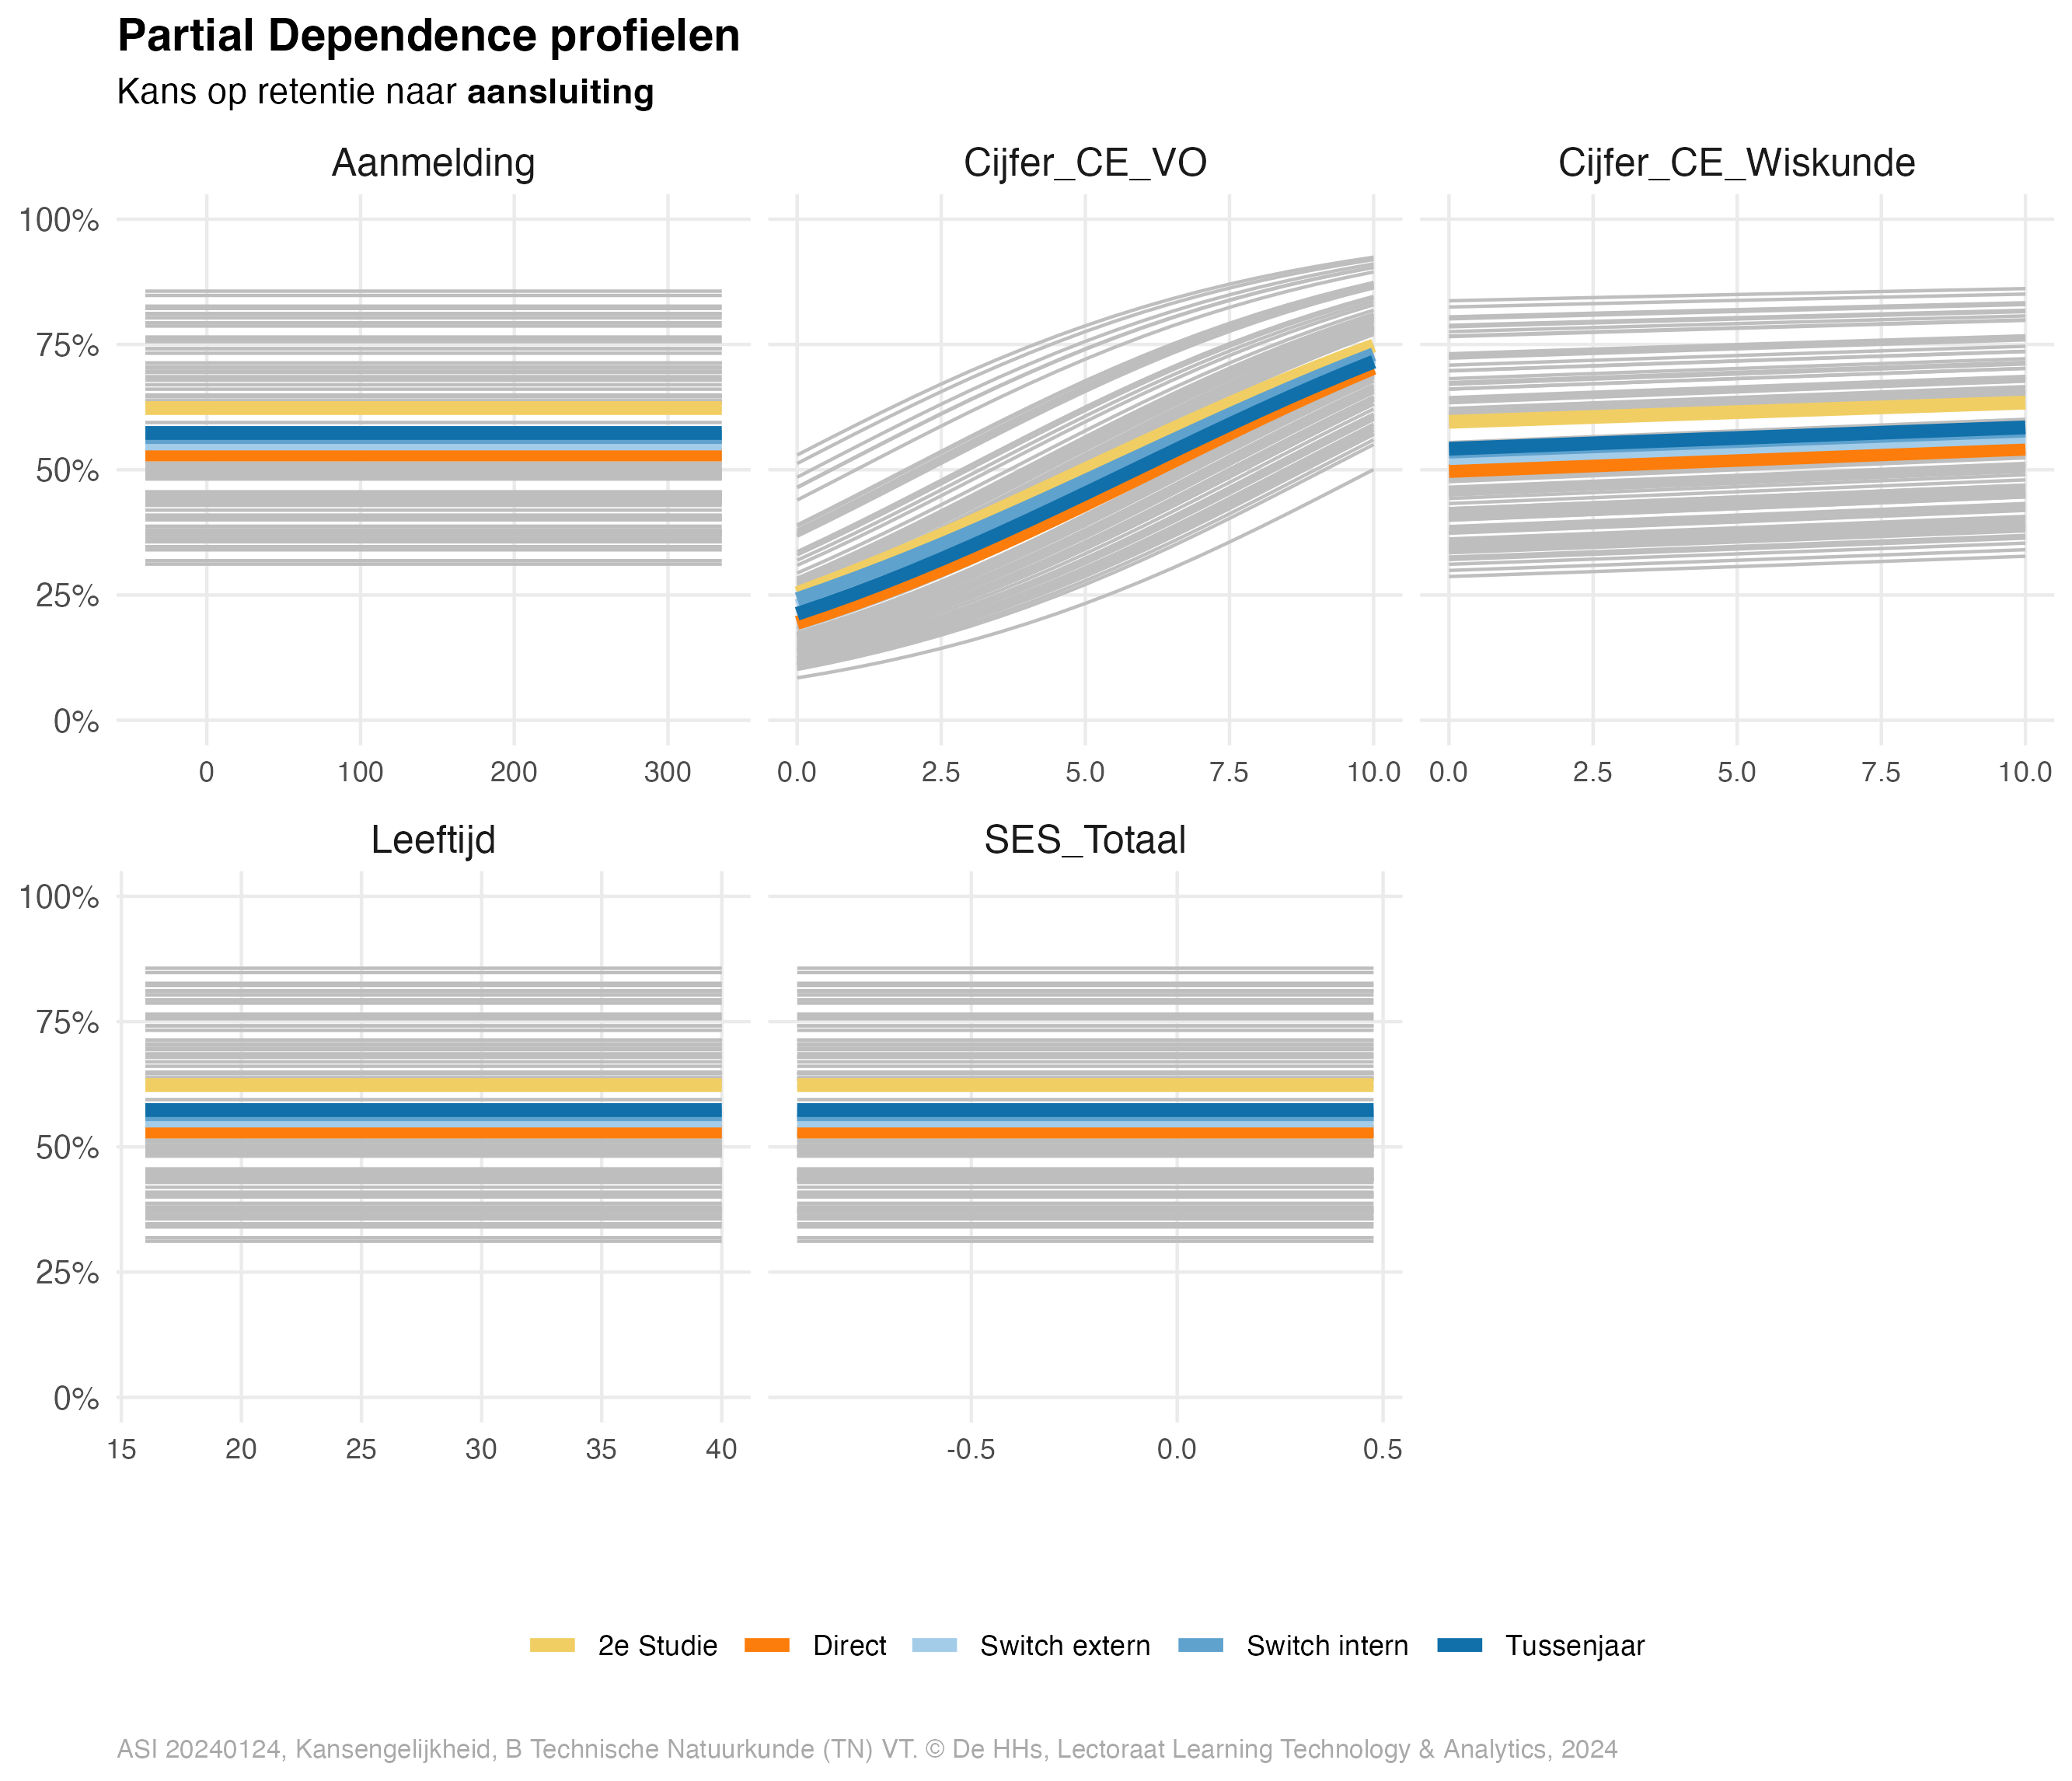 Partial Dependence profielen
Kans op retentie naar aansluiting
Aanmelding
Cijfer_CE_VO
Cijfer_CE_Wiskunde
100%
75%
50%
25%
0%
0 100 200 300
0.0 2.5 5.0 7.5 10.0
0.0 2.5 5.0 7.5 10.0
Leeftijd
SES_Totaal
100%
75%
50%
25%
0%
15 20 25 30 35 40
-0.5 0.0 0.5
2e Studie Direct Switch extern Switch intern Tussenjaar
ASI 20240124, Kansengelijkheid, B Technische Natuurkunde (TN) VT. © De HHs, Lectoraat Learning Technology & Analytics, 2024